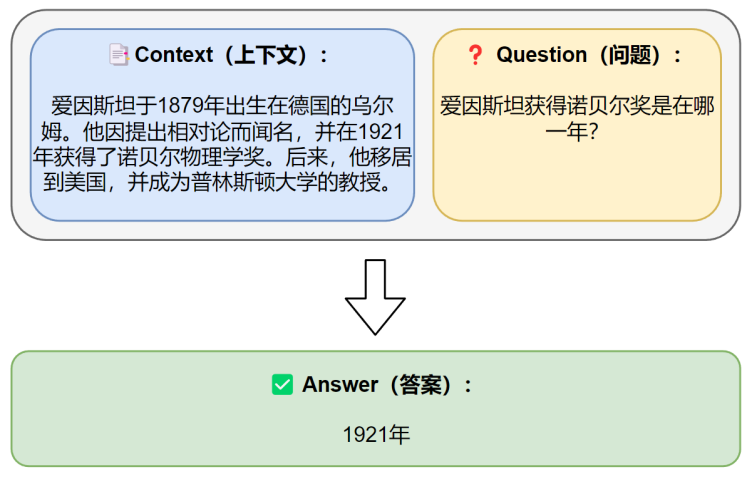 📑 Context（上下文）：
爱因斯坦于1879年出生在德国的乌尔
姆。他因提出相对论而闻名，并在1921
年获得了诺贝尔物理学奖。后来，他移居
到美国，并成为普林斯顿大学的教授。
❓ Question（问题）：
爱因斯坦获得诺贝尔奖是在哪
一年？
✅ Answer（答案）：
1921年